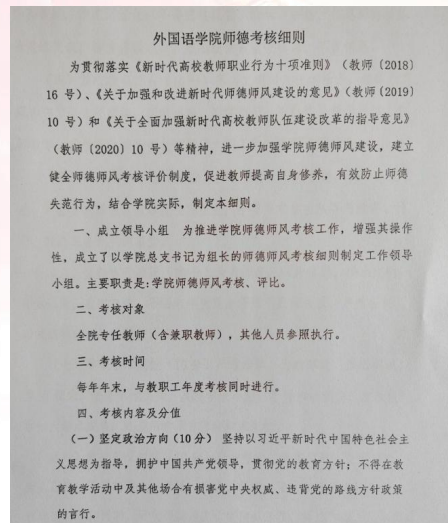 外国语学院师德考核细则
为贯彻落实《新时代高校教师职业行为十项准则》（教师〔2018〕
16 号）、《关于加强和改进新时代师德师风建设的意见》（教师〔2019〕
10 号）和《关于全面加强新时代高校教师队伍建设改革的指导意见》
（教师〔2020〕10 号）等精神，进一步加强学院师德师风建设，建立
健全师德师风考核评价制度，促进教师提高自身修养，有效防止师德
失范行为，结合学院实际，制定本细则。
一、成立领导小组 为推进学院师德师风考核工作，增强其操作
性，成立了以学院总支书记为组长的师德师风考核细则制定工作领导
小组。主要职责是:学院师德师风考核、评比。
二、考核对象
全院专任教师（含兼职教师），其他人员参照执行。
三、考核时间
每年年末，与教职工年度考核同时进行。
四、考核内容及分值
（一）坚定政治方向（10 分） 坚持以习近平新时代中国特色社会主
义思想为指导，拥护中国共产党领导，贯彻党的教育方针；不得在教
育教学活动中及其他场合有损害党中央权威、违背党的路线方针政策
的言行。